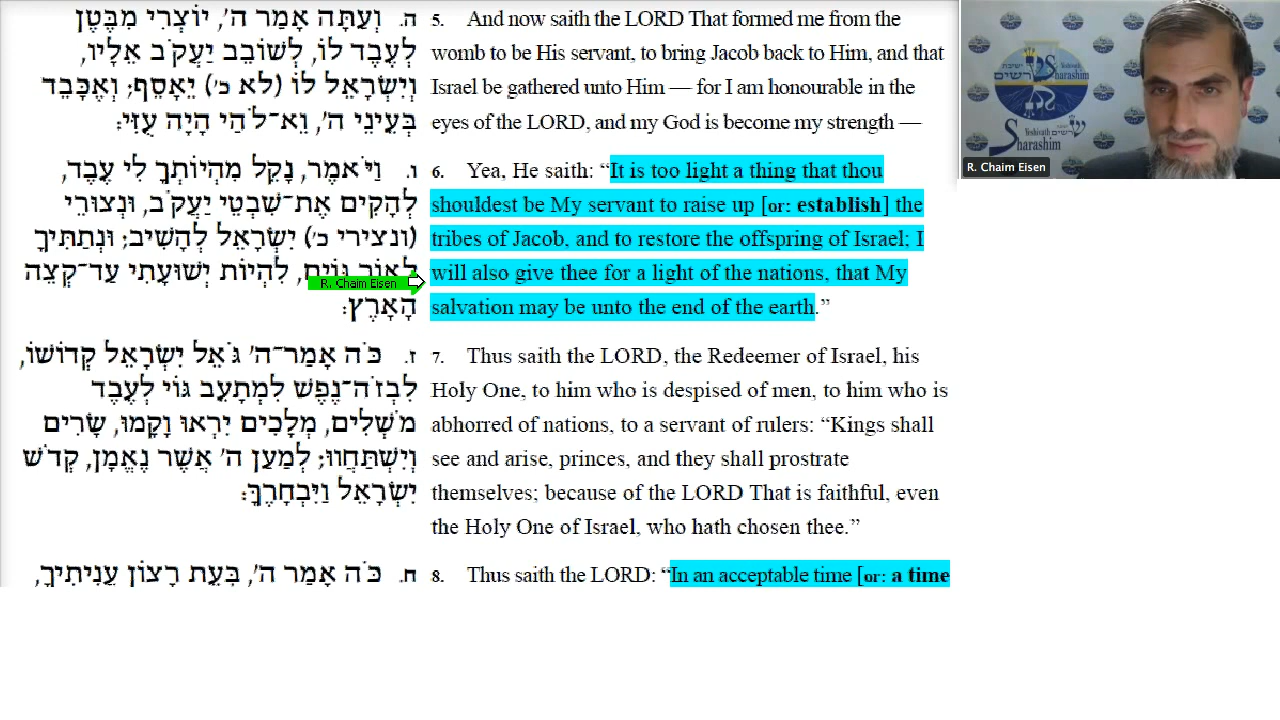 ה. וְעַתָּה אָמַר ה', יוֹצְרִי מִבֶּטֶן
לְעֶבֶד לוֹ, לְשׁוֹבֵב יַעֲקֹב אֵלָיו,
וְיִשְׂרָאֵל לוֹ (לא כ') יֵאָסֵף; וְאֶכָּבֵד
בְּעֵינֵי ה', וֵא־לֹהַי הָיָה עֻזִּי:
5. And now saith the LORD That formed me from the
womb to be His servant, to bring Jacob back to Him, and that
Israel be gathered unto Him — for I am honourable in the
eyes of the LORD, and my God is become my strength —
ו. וַיֹּאמֶר, נָקֵל מִהְיוֹתְךָ לִי עֶבֶד,
לְהָקִים אֶת־שִׁבְטֵי יַעֲקֹב, וּנְצוּרֵי
(ונצירי כ') יִשְׂרָאֵל לְהָשִׁיב; וּנְתַתִּיךָ
לְאוֹר גּוֹיִם, לִהְיוֹת יְשׁוּעָתִי עַד־קְצֵה
הָאָרֶץ:
6. Yea, He saith: “It is too light a thing that thou
shouldest be My servant to raise up [or: establish] the
tribes of Jacob, and to restore the offspring of Israel; I
will also give thee for a light of the nations, that My
salvation may be unto the end of the earth.”
ז. כֹּה אָמַר־ה' גֹּאֵל יִשְׂרָאֵל קְדוֹשׁוֹ,
לִבְזֹה־נֶפֶשׁ לִמְתָעֵב גּוֹי לְעֶבֶד
מֹשְׁלִים, מְלָכִים יִרְאוּ וָקָמוּ, שָׂרִים
וְיִשְׁתַּחֲווּ; לְמַעַן ה' אֲשֶׁר נֶאֱמָן, קְדֹשׁ
יִשְׂרָאֵל וַיִּבְחָרֶךָּ:
7. Thus saith the LORD, the Redeemer of Israel, his
Holy One, to him who is despised of men, to him who is
abhorred of nations, to a servant of rulers: “Kings shall
see and arise, princes, and they shall prostrate
themselves; because of the LORD That is faithful, even
the Holy One of Israel, who hath chosen thee.”
ח. כֹּה אָמַר ה', בְּעֵת רָצוֹן עֲנִיתִיךָ,
8. Thus saith the LORD: “In an acceptable time [or: a time
R. Chaim Eisen
ישיבת
שרשים
Sharashim
Yeshivath שרשים
Sharashim
R. Chaim Eisen